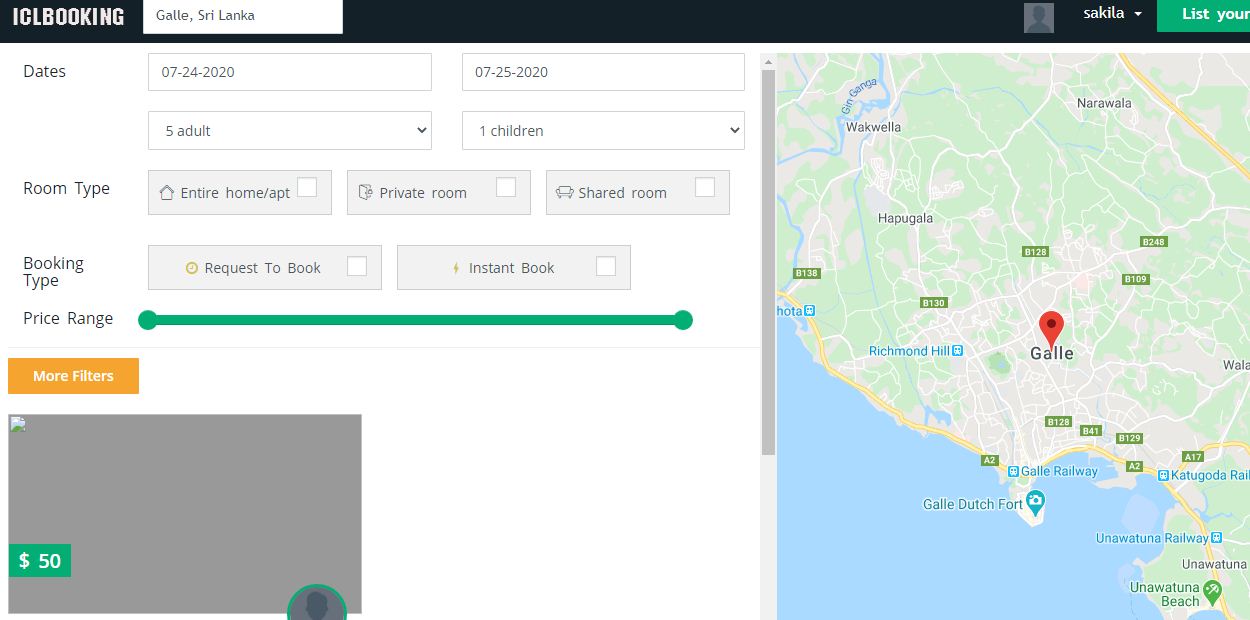 ICLBOOKING
Galle, Sri Lanka
sakila
List your
Dates
07-24-2020
07-25-2020
5 adult
1 children
Room Type
Entire home/apt
Private room
Shared room
Booking
Type
Request To Book
Instant Book
Price Range
More Filters
$ 50
Gin Ganga
Narawala
Wakwella
Hapugala
B128
B248
B138
B109
B130
hota
Richmond Hill
Galle
Wala
B128
B41
B129
A2
A2
A17
Galle Railway
Katugoda Rail
Galle Dutch Fort
Unawatuna Railway
Unawatuna
Unawatuna
Beach